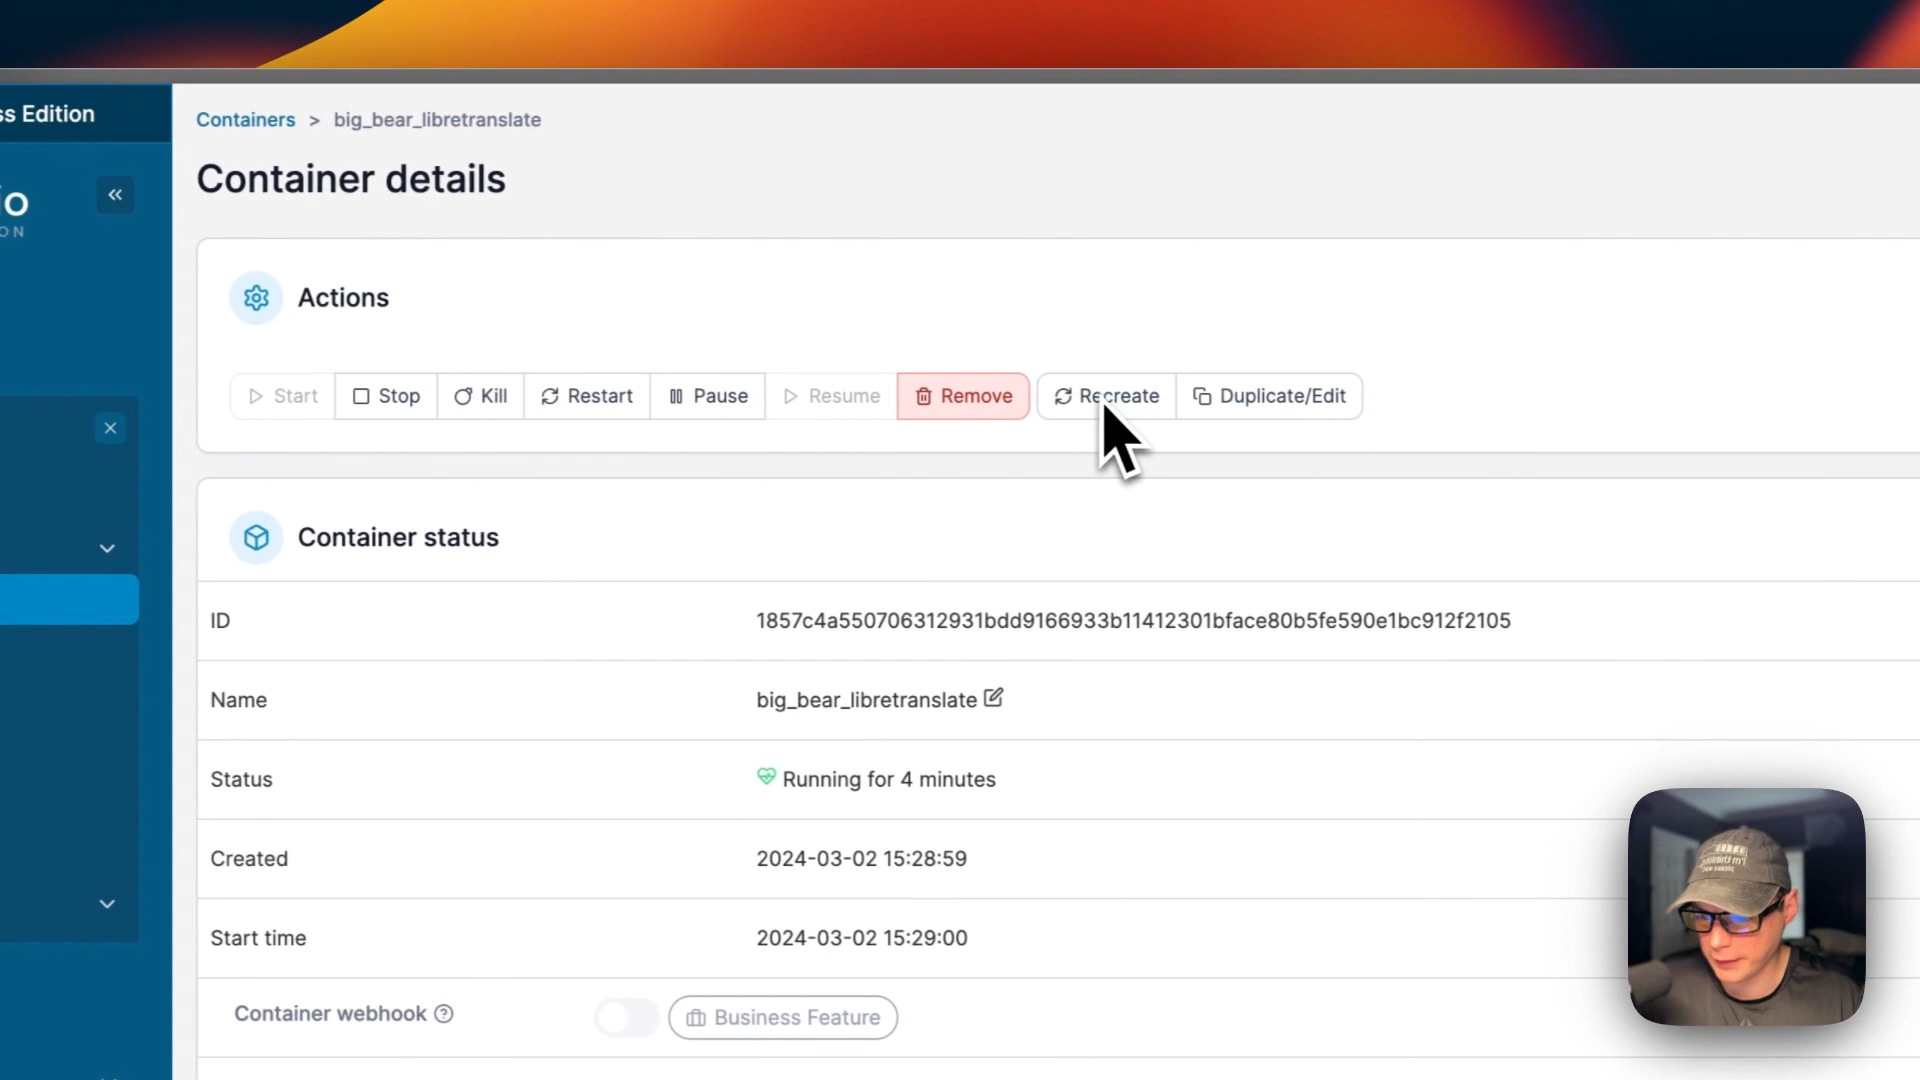 ss Edition
Containers > big_bear_libretranslate
Container details
io
ON
Actions
Start Stop Kill Restart Pause Resume Remove Recreate Duplicate/Edit
Container status
ID 1857c4a550706312931bdd9166933b11412301bface80b5fe590e1bc912f2105
Name big_bear_libretranslate
Status Running for 4 minutes
Created 2024-03-02 15:28:59
Start time 2024-03-02 15:29:00
Container webhook Business Feature